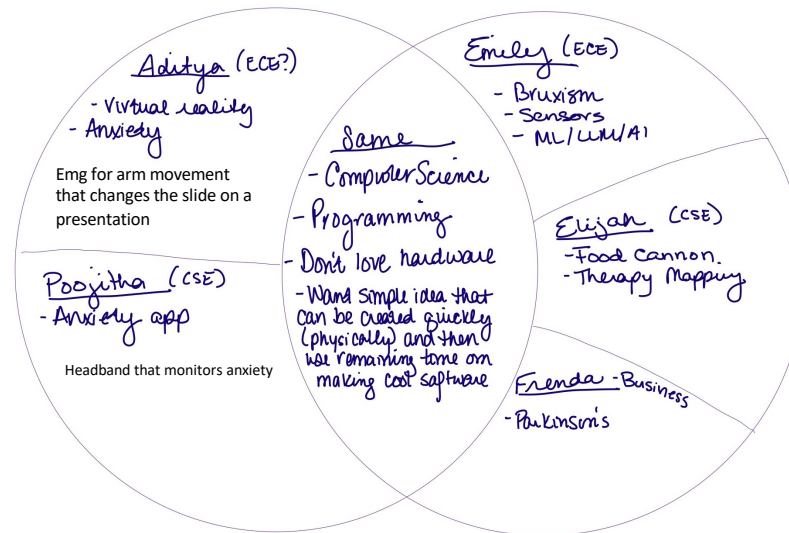 Aditya (ECE?)
- Virtual reality
- Anxiety
Emg for arm movement
that changes the slide on a
presentation
Poojitha (CSE)
- Anxiety app
Headband that monitors anxiety
Same
- Computer Science
- Programming
- Don't love hardware
- Want simple idea that
can be created quickly
(physically) and then
use remaining time on
making cool software
Emily (ECE)
- Bruxism
- Sensors
- ML/LLM/AI
Elijah (CSE)
- Food Cannon.
- Therapy Mapping
Frenda - Business
- Parkinson's